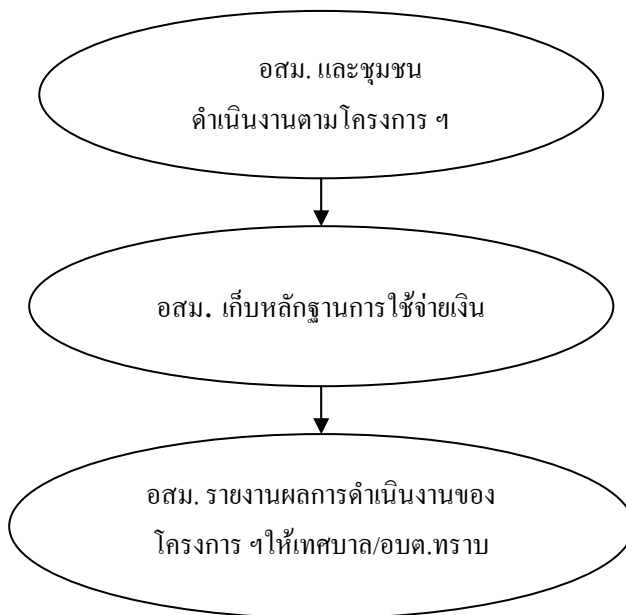 อสม. และชุมชน
ดำเนินงานตามโครงการ ฯ
อสม. เก็บหลักฐานการใช้จ่ายเงิน
อสม. รายงานผลการดำเนินงานของ
โครงการ ฯให้เทศบาล/อบต.ทราบ